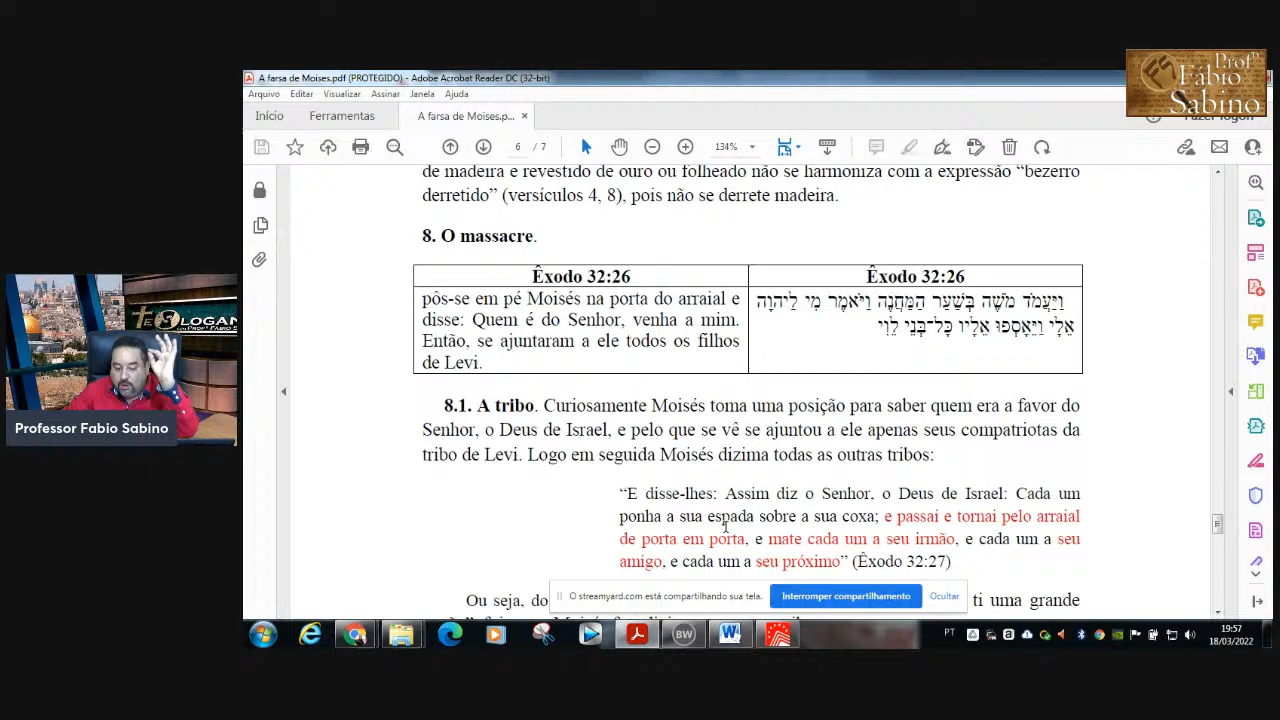 A farsa de Moises.pdf (PROTEGIDO) - Adobe Acrobat Reader DC (32-bit)
Arquivo Editar Visualizar Assinar Janela Ajuda
Início Ferramentas A farsa de Moises.p... ×
6 / 7 134%
Profº
Fábio
Sabino
Fazer logon
de madeira e revestido de ouro ou folheado não se harmoniza com a expressão “bezerro
derretido” (versículos 4, 8), pois não se derrete madeira.
8. O massacre.
Êxodo 32:26 Êxodo 32:26
pôs-se em pé Moisés na porta do arraial e
disse: Quem é do Senhor, venha a mim.
Então, se ajuntaram a ele todos os filhos
de Levi.
וַיַּעֲמֹד מֹשֶׁה בְּשַׁעַר הַמַּחֲנֶה וַיֹּאמֶר מִי לַיהוָה
אֵלָי וַיֵּאָסְפוּ אֵלָיו כָּל־בְּנֵי לֵוִי
8.1. A tribo. Curiosamente Moisés toma uma posição para saber quem era a favor do
Senhor, o Deus de Israel, e pelo que se vê se ajuntou a ele apenas seus compatriotas da
tribo de Levi. Logo em seguida Moisés dizima todas as outras tribos:
“E disse-lhes: Assim diz o Senhor, o Deus de Israel: Cada um
ponha a sua espada sobre a sua coxa; e passai e tornai pelo arraial
de porta em porta, e mate cada um a seu irmão, e cada um a seu
amigo, e cada um a seu próximo” (Êxodo 32:27)
O streamyard.com está compartilhando sua tela. Interromper compartilhamento Ocultar
Ou seja, do
ti uma grande
Professor Fabio Sabino
BW
PT
19:57
18/03/2022